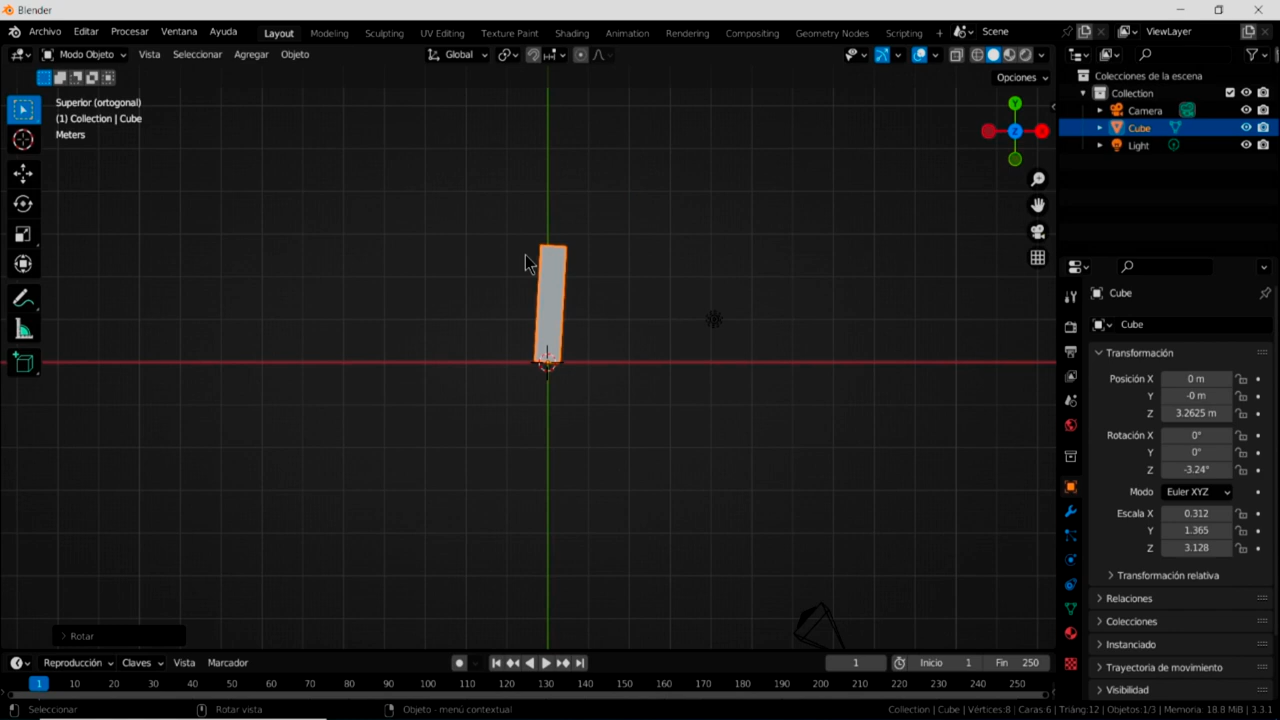 Blender
Archivo Editar Procesar Ventana Ayuda Layout Modeling Sculpting UV Editing Texture Paint Shading Animation Rendering Compositing Geometry Nodes Scripting + Scene ViewLayer
Modo Objeto Vista Seleccionar Agregar Objeto Global
Opciones
Superior (ortogonal)
(1) Collection | Cube
Meters
Y
Z
X
Colecciones de la escena
Collection
Camera
Cube
Light
Cube
Cube
Transformación
Posición X 0 m
Y -0 m
Z 3.2625 m
Rotación X 0°
Y 0°
Z -3.24°
Modo Euler XYZ
Escala X 0.312
Y 1.365
Z 3.128
Transformación relativa
Relaciones
Colecciones
Instanciado
Trayectoria de movimiento
Visibilidad
Rotar
Reproducción Claves Vista Marcador 1 Inicio 1 Fin 250
1 10 20 30 40 50 60 70 80 90 100 110 120 130 140 150 160 170 180 190 200 210 220 230 240 250
Seleccionar Rotar vista Objeto - menú contextual Collection | Cube | Vértices:8 | Caras:6 | Triáng:12 | Objetos:1/3 | Memoria: 18.8 MiB | 3.3.1